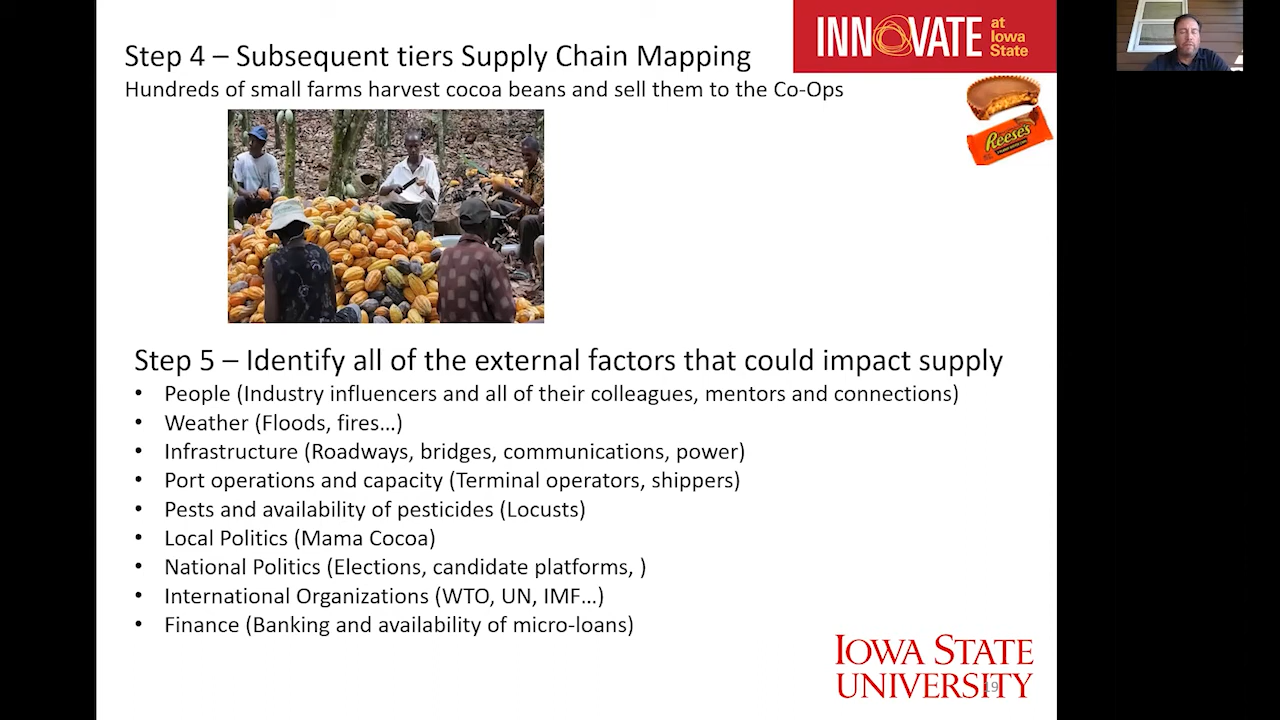 Step 4 – Subsequent tiers Supply Chain Mapping
INNOVATE at Iowa State
Hundreds of small farms harvest cocoa beans and sell them to the Co-Ops
Reese's
Step 5 – Identify all of the external factors that could impact supply
• People (Industry influencers and all of their colleagues, mentors and connections)
• Weather (Floods, fires...)
• Infrastructure (Roadways, bridges, communications, power)
• Port operations and capacity (Terminal operators, shippers)
• Pests and availability of pesticides (Locusts)
• Local Politics (Mama Cocoa)
• National Politics (Elections, candidate platforms, )
• International Organizations (WTO, UN, IMF...)
• Finance (Banking and availability of micro-loans)
IOWA STATE
UNIVERSITY
19